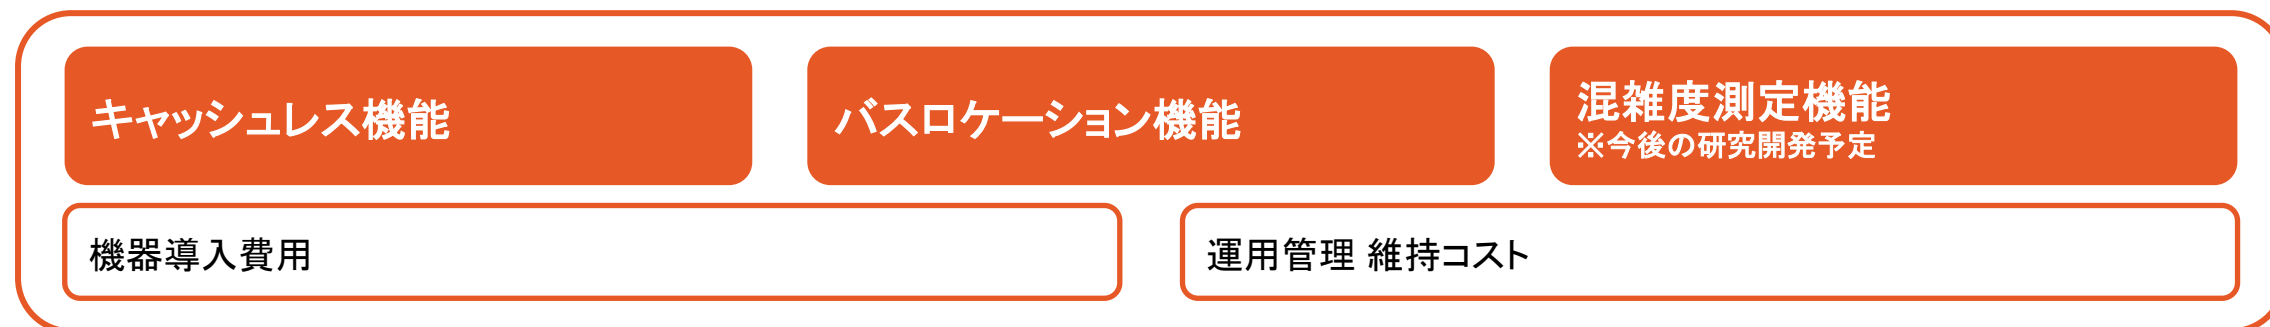 キャッシュレス機能
バスロケーション機能
混雑度測定機能
※今後の研究開発予定
機器導入費用
運用管理 維持コスト